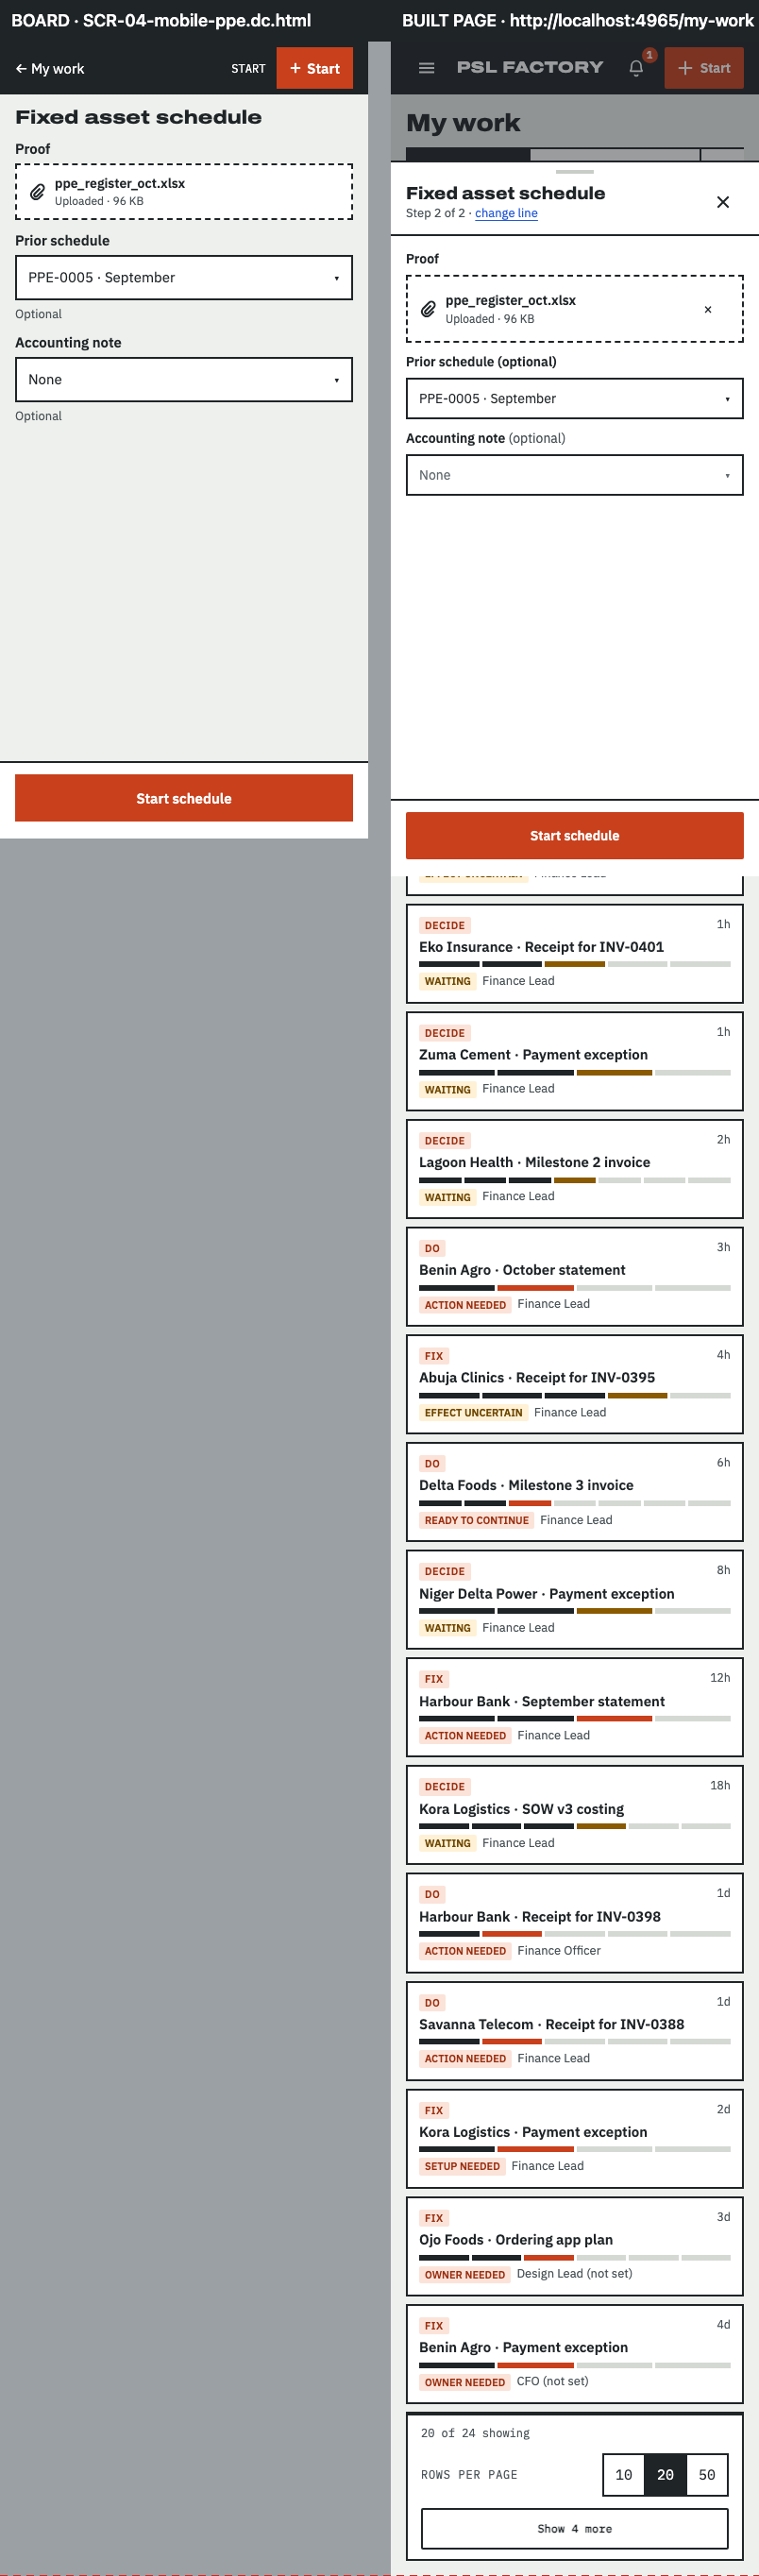 BOARD · SCR-04-mobile-ppe.dc.html
← My work
START
+ Start
Fixed asset schedule
Proof
ppe_register_oct.xlsx
Uploaded · 96 KB
Prior schedule
PPE-0005 · September
Optional
Accounting note
None
Optional
Start schedule
BUILT PAGE · http://localhost:4965/my-work
PSL FACTORY
1
+ Start
My work
Fixed asset schedule
Step 2 of 2 · change line
Proof
ppe_register_oct.xlsx
Uploaded · 96 KB
Prior schedule (optional)
PPE-0005 · September
Accounting note (optional)
None
Start schedule
EFFECT UNCERTAIN Finance Lead
DECIDE 1h
Eko Insurance · Receipt for INV-0401
WAITING Finance Lead
DECIDE 1h
Zuma Cement · Payment exception
WAITING Finance Lead
DECIDE 2h
Lagoon Health · Milestone 2 invoice
WAITING Finance Lead
DO 3h
Benin Agro · October statement
ACTION NEEDED Finance Lead
FIX 4h
Abuja Clinics · Receipt for INV-0395
EFFECT UNCERTAIN Finance Lead
DO 6h
Delta Foods · Milestone 3 invoice
READY TO CONTINUE Finance Lead
DECIDE 8h
Niger Delta Power · Payment exception
WAITING Finance Lead
FIX 12h
Harbour Bank · September statement
ACTION NEEDED Finance Lead
DECIDE 18h
Kora Logistics · SOW v3 costing
WAITING Finance Lead
DO 1d
Harbour Bank · Receipt for INV-0398
ACTION NEEDED Finance Officer
DO 1d
Savanna Telecom · Receipt for INV-0388
ACTION NEEDED Finance Lead
FIX 2d
Kora Logistics · Payment exception
SETUP NEEDED Finance Lead
FIX 3d
Ojo Foods · Ordering app plan
OWNER NEEDED Design Lead (not set)
FIX 4d
Benin Agro · Payment exception
OWNER NEEDED CFO (not set)
20 of 24 showing
ROWS PER PAGE 10 20 50
Show 4 more